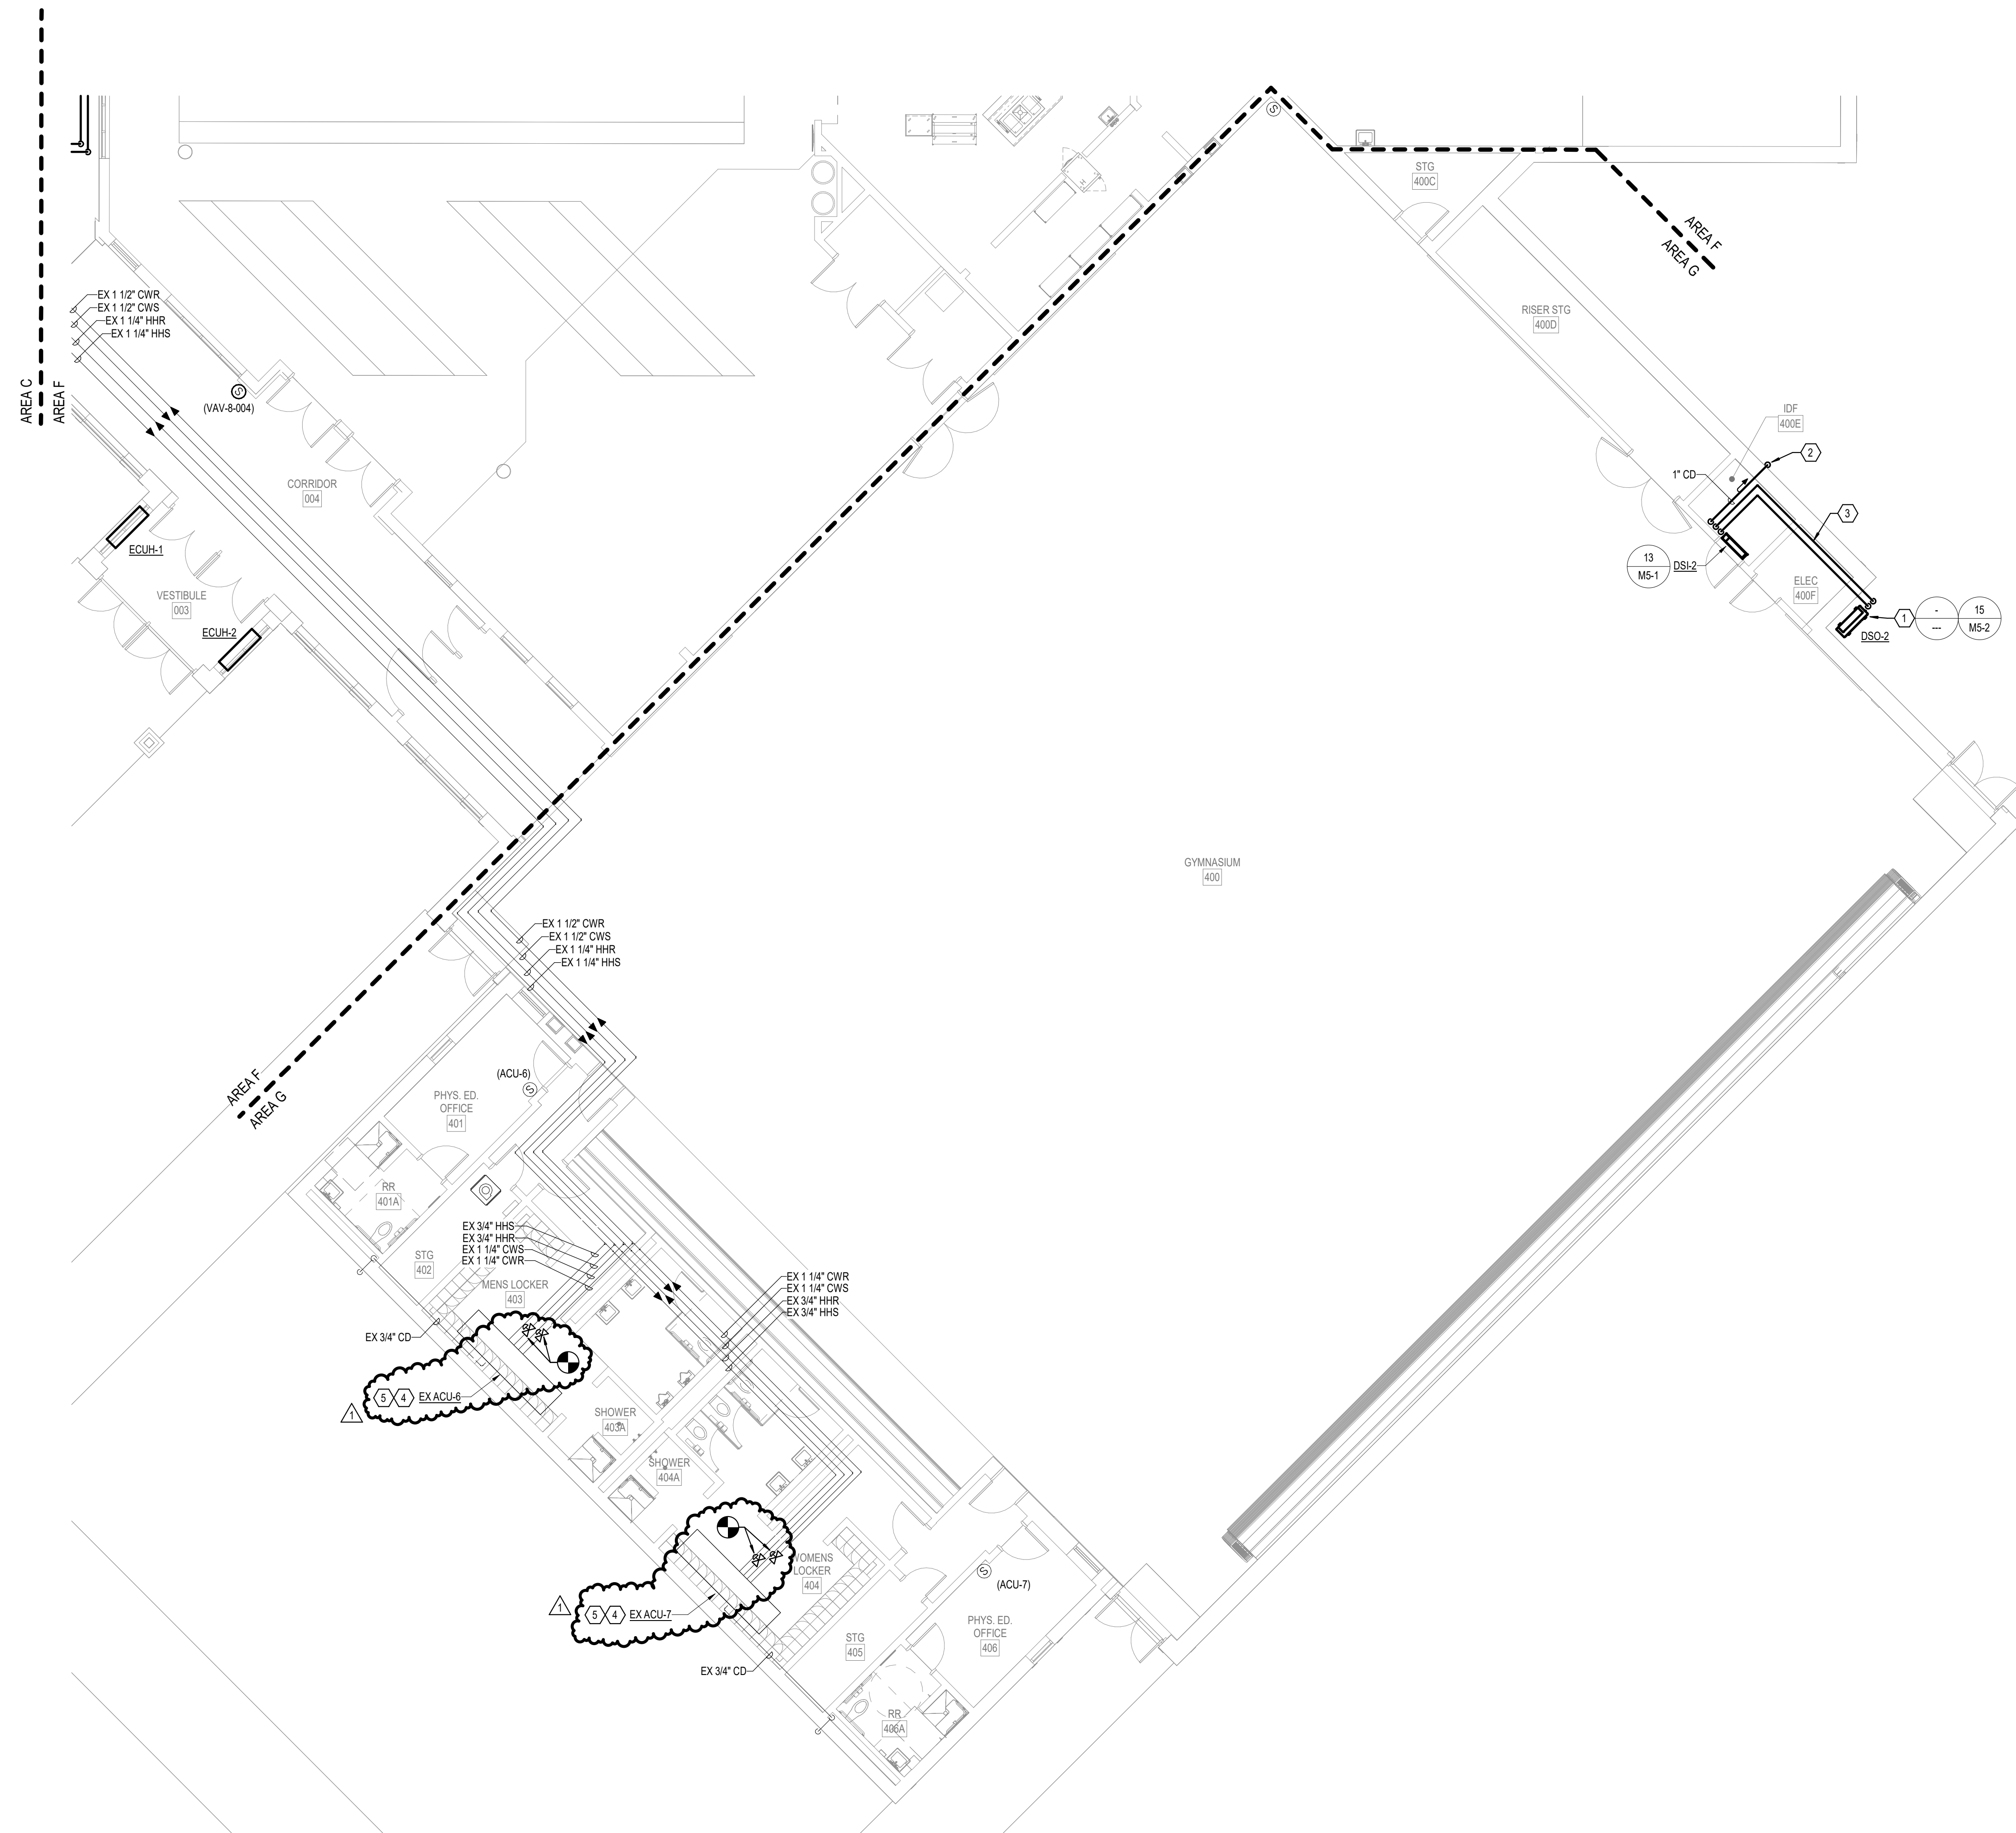 AREA C
AREA F
EX 1 1/2" CWR
EX 1 1/2" CWS
EX 1 1/4" HHR
EX 1 1/4" HHS
S
(VAV-8-004)
CORRIDOR
004
ECUH-1
VESTIBULE
003
ECUH-2
H
S
STG
400C
AREA F
AREA G
RISER STG
400D
IDF
400E
2
1" CD
3
13
M5-1
DSI-2
ELEC
400F
1
-
---
15
M5-2
DSO-2
GYMNASIUM
400
EX 1 1/2" CWR
EX 1 1/2" CWS
EX 1 1/4" HHR
EX 1 1/4" HHS
AREA F
AREA G
(ACU-6)
S
PHYS. ED.
OFFICE
401
RR
401A
STG
402
EX 3/4" HHS
EX 3/4" HHR
EX 1 1/4" CWS
EX 1 1/4" CWR
MENS LOCKER
403
EX 3/4" CD
EX 1 1/4" CWR
EX 1 1/4" CWS
EX 3/4" HHR
EX 3/4" HHS
1
5
4
EX ACU-6
SHOWER
403A
SHOWER
404A
WOMENS
LOCKER
404
1
5
4
EX ACU-7
S
(ACU-7)
PHYS. ED.
OFFICE
406
STG
405
EX 3/4" CD
RR
406A